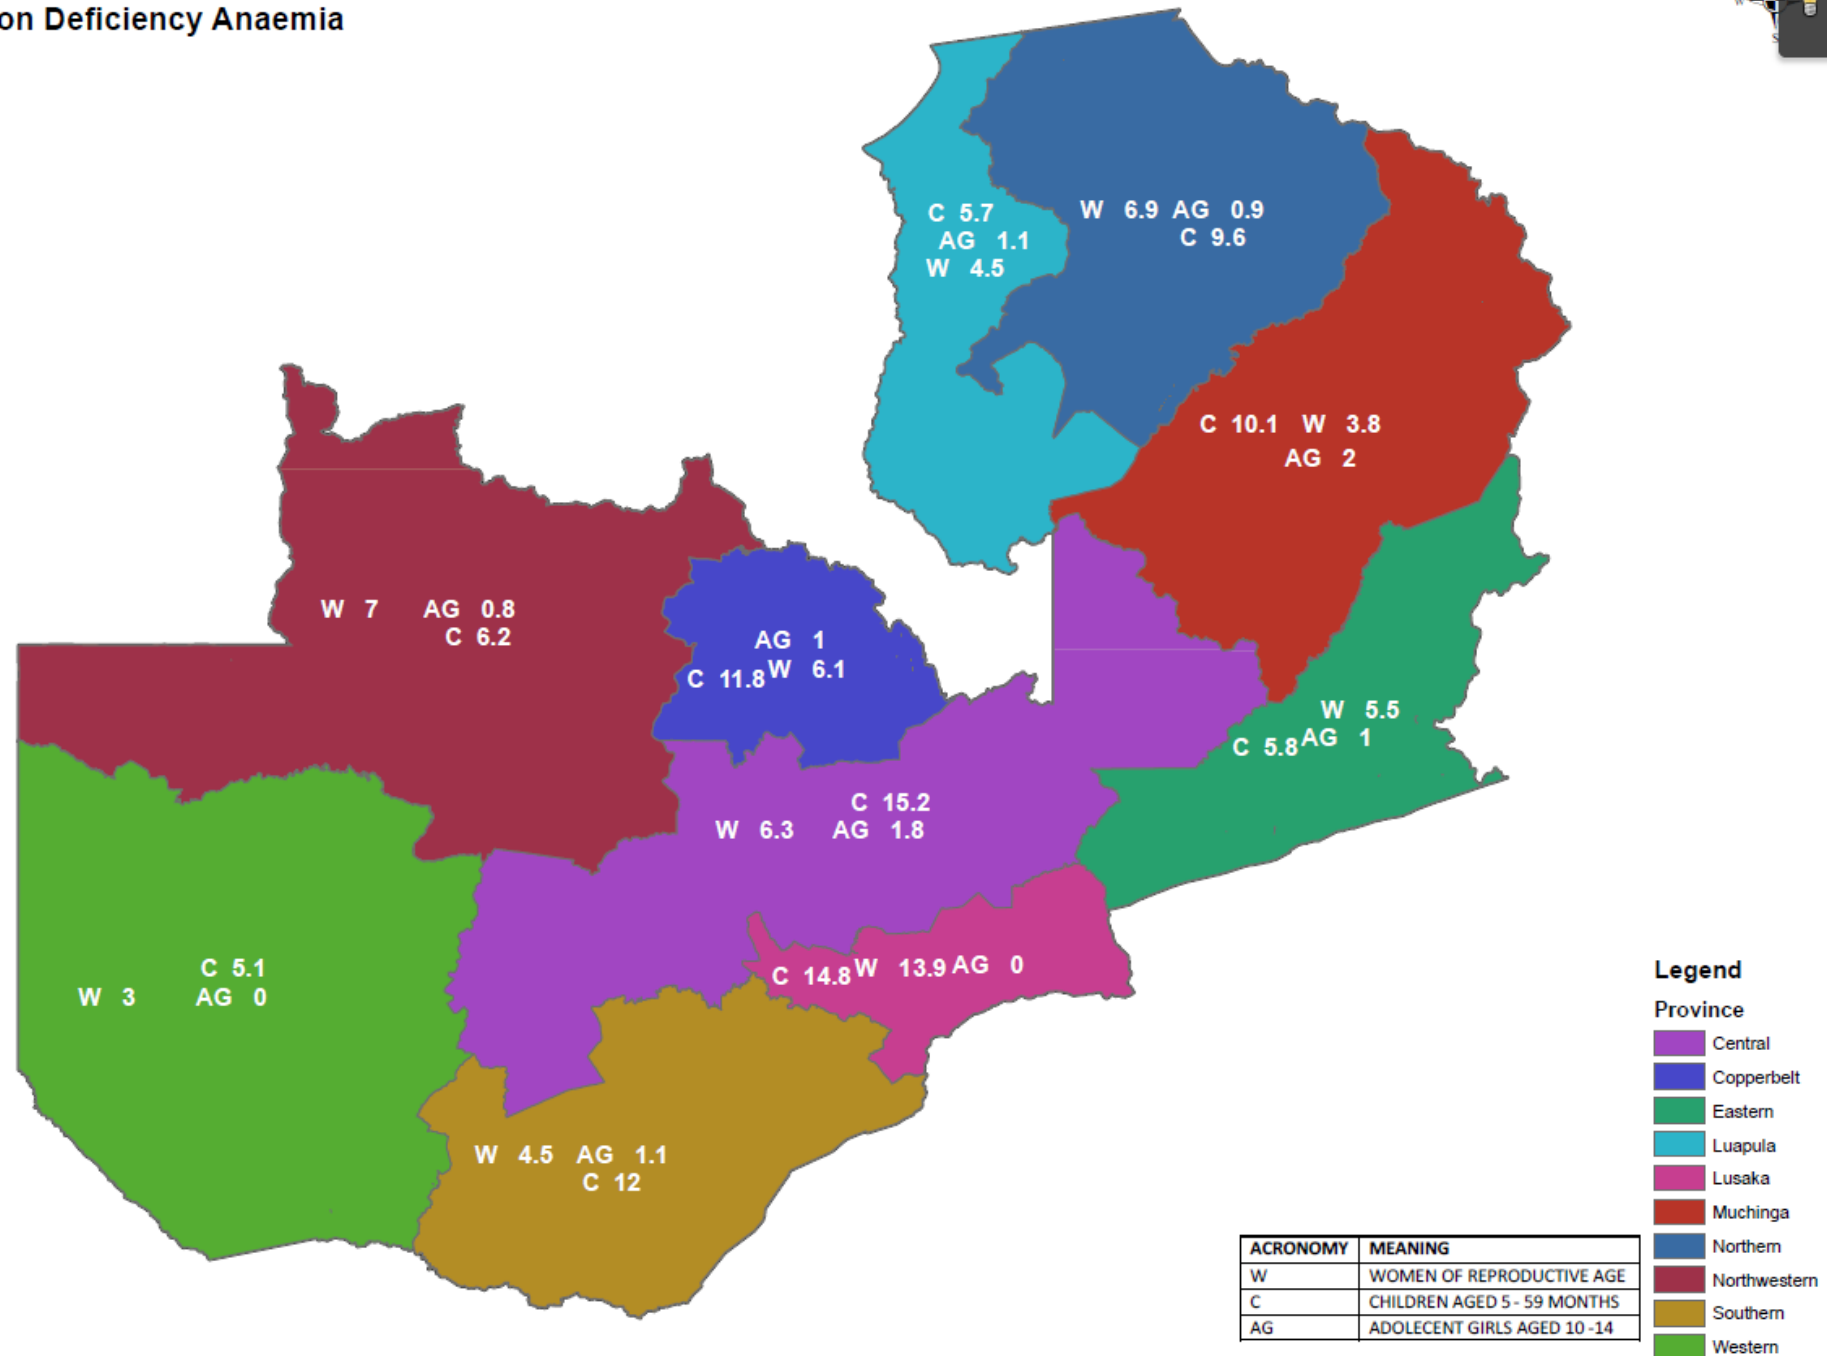 on Deficiency Anaemia
W
S
C 5.7
AG 1.1
W 4.5
W 6.9 AG 0.9
C 9.6
C 10.1 W 3.8
AG 2
W 7 AG 0.8
C 6.2
AG 1
C 11.8 W 6.1
W 5.5
C 5.8 AG 1
C 15.2
W 6.3 AG 1.8
C 5.1
W 3 AG 0
C 14.8 W 13.9 AG 0
W 4.5 AG 1.1
C 12
Legend
Province
Central
Copperbelt
Eastern
Luapula
Lusaka
Muchinga
Northern
Northwestern
Southern
Western
ACRONOMY MEANING
W WOMEN OF REPRODUCTIVE AGE
C CHILDREN AGED 5 - 59 MONTHS
AG ADOLECENT GIRLS AGED 10 -14